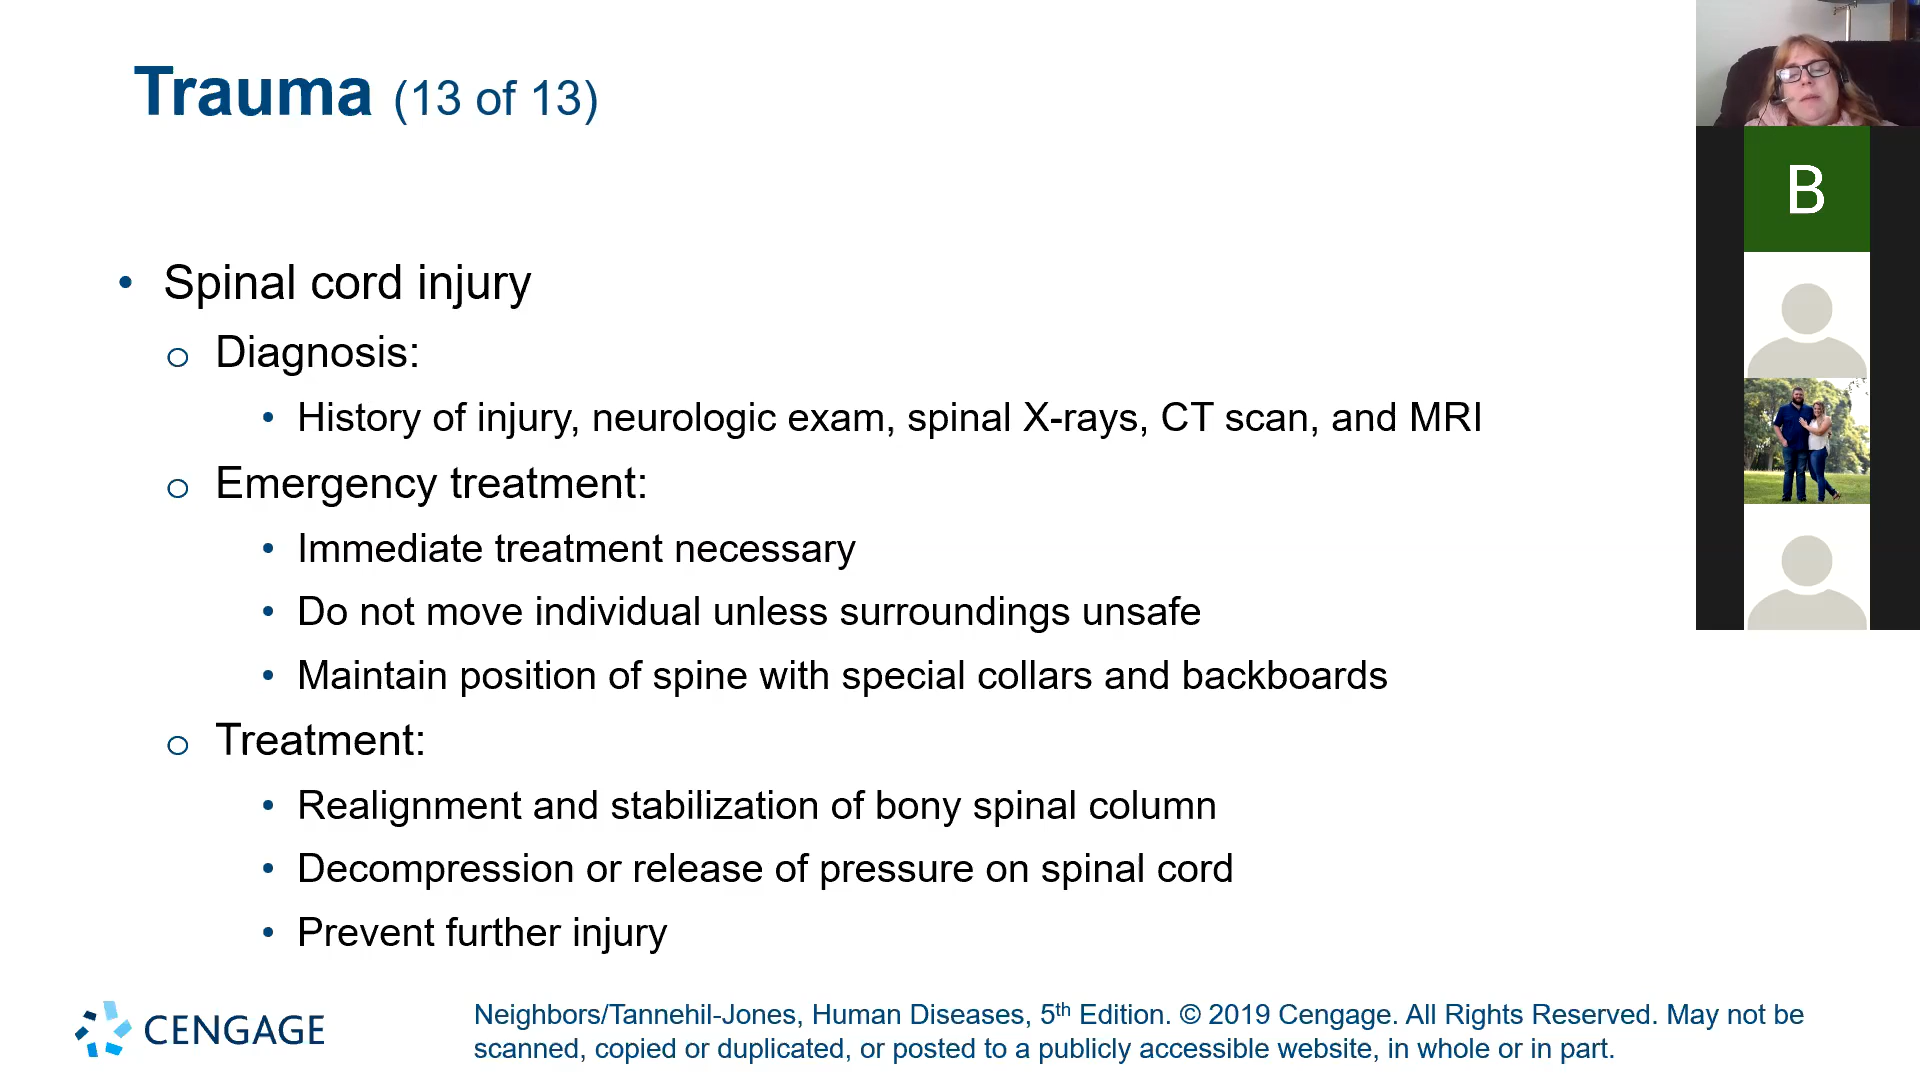 Trauma (13 of 13)
B
• Spinal cord injury
o Diagnosis:
• History of injury, neurologic exam, spinal X-rays, CT scan, and MRI
o Emergency treatment:
• Immediate treatment necessary
• Do not move individual unless surroundings unsafe
• Maintain position of spine with special collars and backboards
o Treatment:
• Realignment and stabilization of bony spinal column
• Decompression or release of pressure on spinal cord
• Prevent further injury
CENGAGE
Neighbors/Tannehil-Jones, Human Diseases, 5th Edition. © 2019 Cengage. All Rights Reserved. May not be
scanned, copied or duplicated, or posted to a publicly accessible website, in whole or in part.